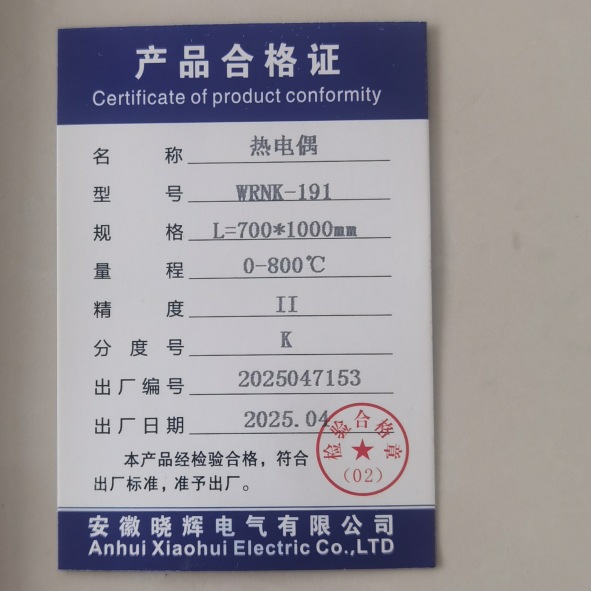 产品合格证
Certificate of product conformity
名称 热电偶
型号 WRNK-191
规格 L=700*1000mm
量程 0-800℃
精度 II
分度号 K
出厂编号 2025047153
出厂日期 2025.04
检验合格章
(02)
本产品经检验合格，符合
出厂标准，准予出厂。
安徽晓辉电气有限公司
Anhui Xiaohui Electric Co.,LTD